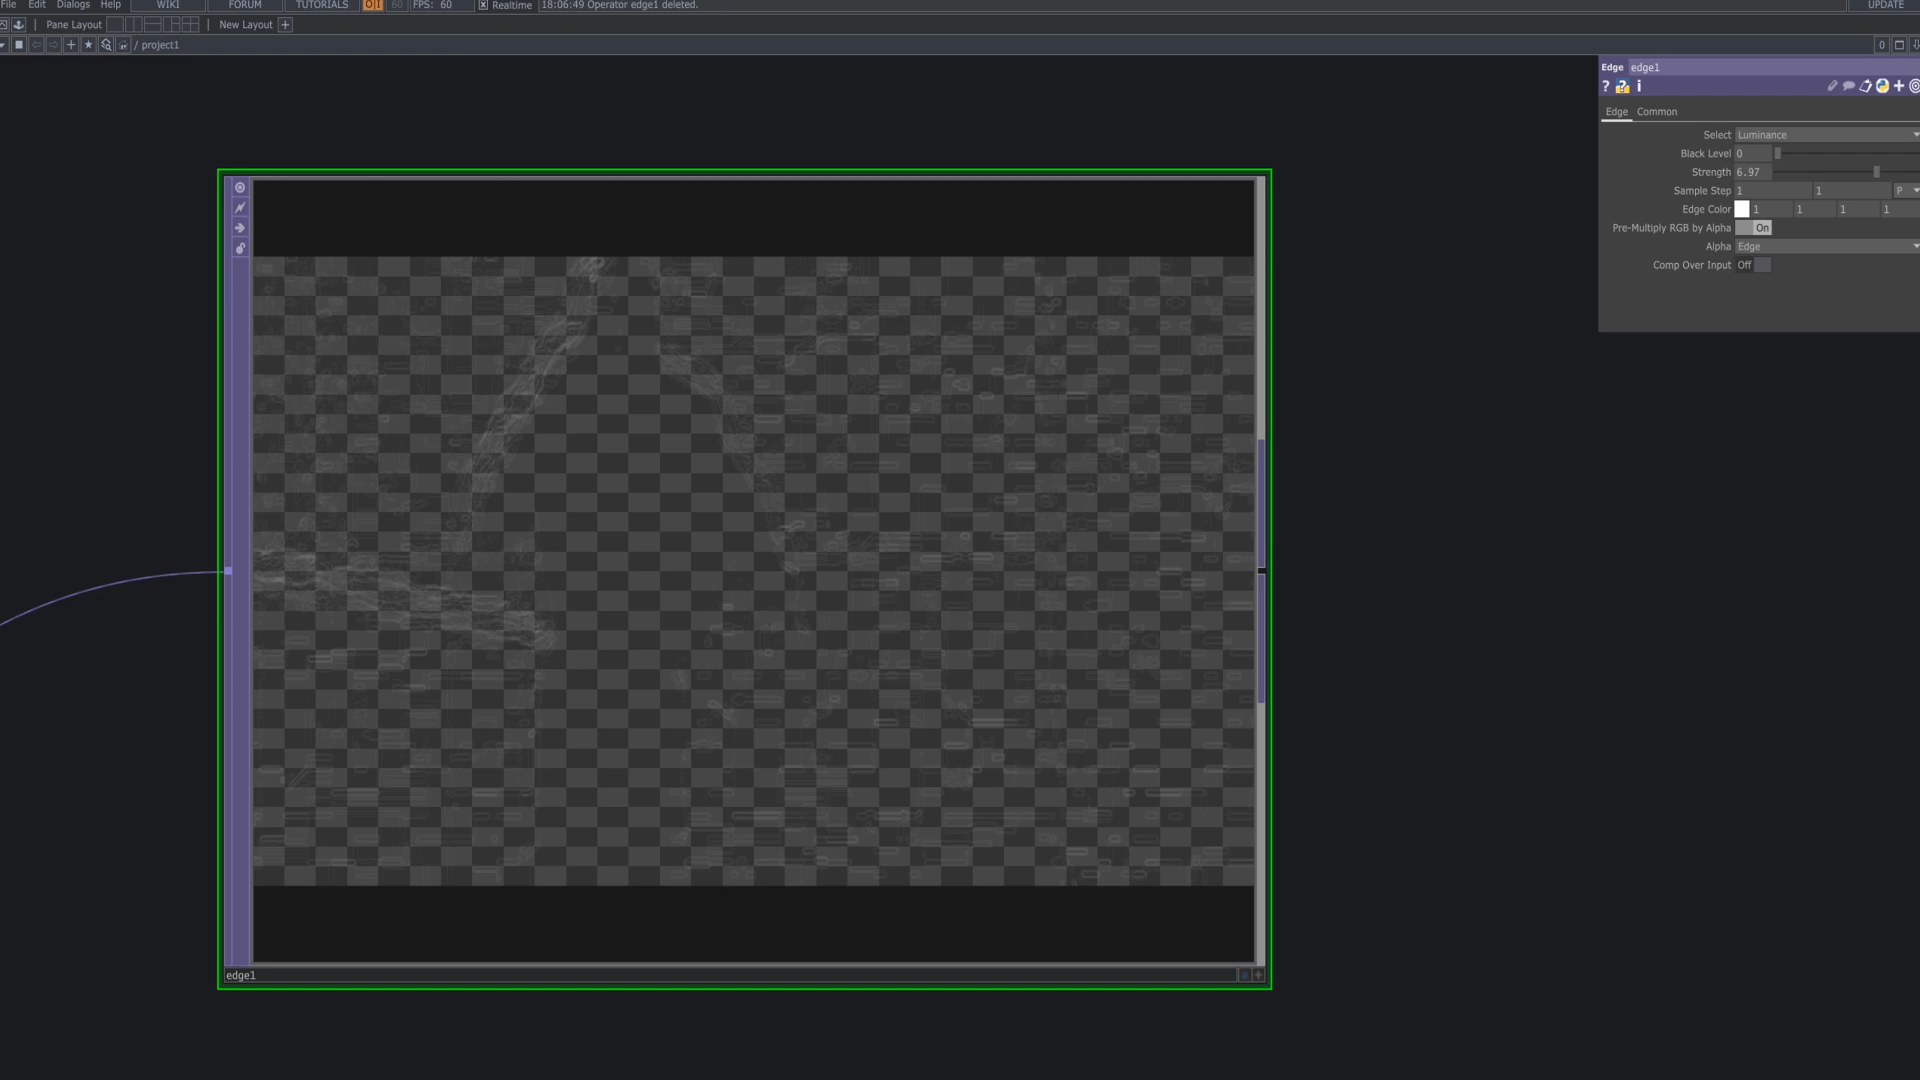 File Edit Dialogs Help WIKI FORUM TUTORIALS O|I 60 FPS: 60 Realtime 18:06:49 Operator edge1 deleted. UPDATE
Pane Layout New Layout +
/ project1 0
Edge edge1
? ? i
Edge Common
Select Luminance
Black Level 0
Strength 6.97
Sample Step 1 1 P
Edge Color 1 1 1 1
Pre-Multiply RGB by Alpha On
Alpha Edge
Comp Over Input Off
edge1